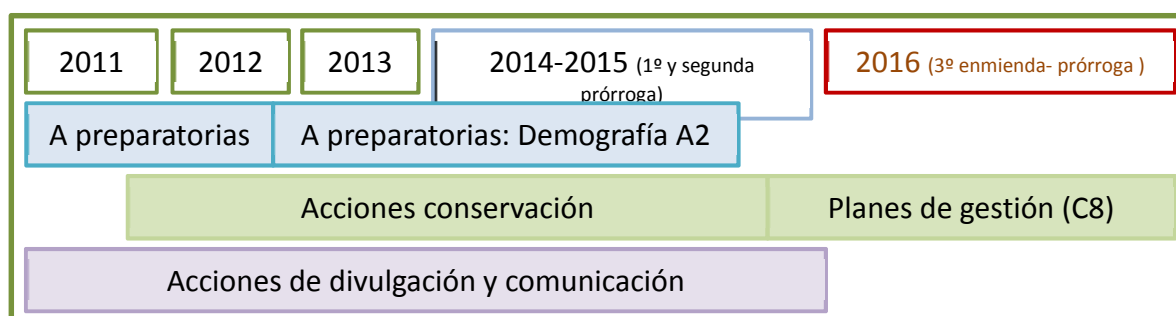 2011 2012 2013 2014-2015 (1º y segunda prórroga) 2016 (3º enmienda- prórroga )
A preparatorias A preparatorias: Demografía A2
Acciones conservación Planes de gestión (C8)
Acciones de divulgación y comunicación